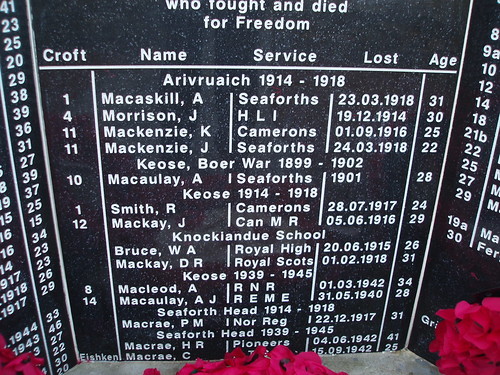 who fought and died
for Freedom
Croft Name Service Lost Age
Arivruaich 1914 - 1918
1 Macaskill, A Seaforths 23.03.1918 31
4 Morrison, J H L I 19.12.1914 30
11 Mackenzie, K Camerons 01.09.1916 25
11 Mackenzie, J Seaforths 24.03.1918 22
Keose, Boer War 1899 - 1902
10 Macaulay, A Seaforths 1901 28
Keose 1914 - 1918
1 Smith, R Camerons 28.07.1917 24
12 Mackay, J Can M R 05.06.1916 29
Knockiandue School
Bruce, W A Royal High 20.06.1915 26
Mackay, D R Royal Scots 01.02.1918 31
Keose 1939 - 1945
8 Macleod, A R N R 01.03.1942 34
14 Macaulay, A J R E M E 31.05.1940 28
Seaforth Head 1914 - 1918
Macrae, P M Nor Reg 22.12.1917 31
Seaforth Head 1939 - 1945
Macrae, H R Pioneers 04.06.1942 41
Eishken Macrae, C 15.09.1942 25